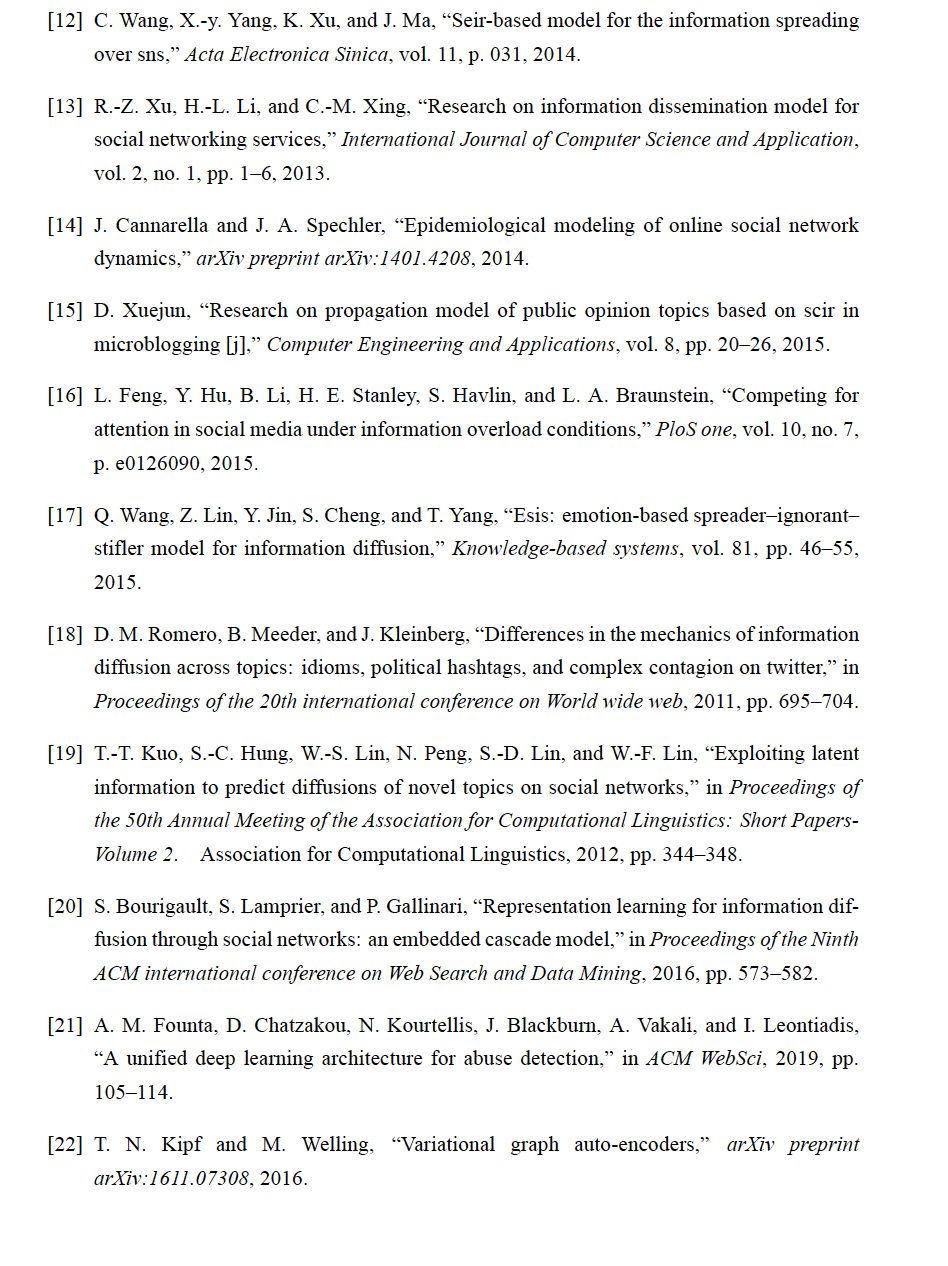 [12] C. Wang, X.-y. Yang, K. Xu, and J. Ma, “Seir-based model for the information spreading
over sns,” Acta Electronica Sinica, vol. 11, p. 031, 2014.
[13] R.-Z. Xu, H.-L. Li, and C.-M. Xing, “Research on information dissemination model for
social networking services,” International Journal of Computer Science and Application,
vol. 2, no. 1, pp. 1–6, 2013.
[14] J. Cannarella and J. A. Spechler, “Epidemiological modeling of online social network
dynamics,” arXiv preprint arXiv:1401.4208, 2014.
[15] D. Xuejun, “Research on propagation model of public opinion topics based on scir in
microblogging [j],” Computer Engineering and Applications, vol. 8, pp. 20–26, 2015.
[16] L. Feng, Y. Hu, B. Li, H. E. Stanley, S. Havlin, and L. A. Braunstein, “Competing for
attention in social media under information overload conditions,” PloS one, vol. 10, no. 7,
p. e0126090, 2015.
[17] Q. Wang, Z. Lin, Y. Jin, S. Cheng, and T. Yang, “Esis: emotion-based spreader–ignorant–
stifler model for information diffusion,” Knowledge-based systems, vol. 81, pp. 46–55,
2015.
[18] D. M. Romero, B. Meeder, and J. Kleinberg, “Differences in the mechanics of information
diffusion across topics: idioms, political hashtags, and complex contagion on twitter,” in
Proceedings of the 20th international conference on World wide web, 2011, pp. 695–704.
[19] T.-T. Kuo, S.-C. Hung, W.-S. Lin, N. Peng, S.-D. Lin, and W.-F. Lin, “Exploiting latent
information to predict diffusions of novel topics on social networks,” in Proceedings of
the 50th Annual Meeting of the Association for Computational Linguistics: Short Papers-
Volume 2. Association for Computational Linguistics, 2012, pp. 344–348.
[20] S. Bourigault, S. Lamprier, and P. Gallinari, “Representation learning for information dif-
fusion through social networks: an embedded cascade model,” in Proceedings of the Ninth
ACM international conference on Web Search and Data Mining, 2016, pp. 573–582.
[21] A. M. Founta, D. Chatzakou, N. Kourtellis, J. Blackburn, A. Vakali, and I. Leontiadis,
“A unified deep learning architecture for abuse detection,” in ACM WebSci, 2019, pp.
105–114.
[22] T. N. Kipf and M. Welling, “Variational graph auto-encoders,” arXiv preprint
arXiv:1611.07308, 2016.